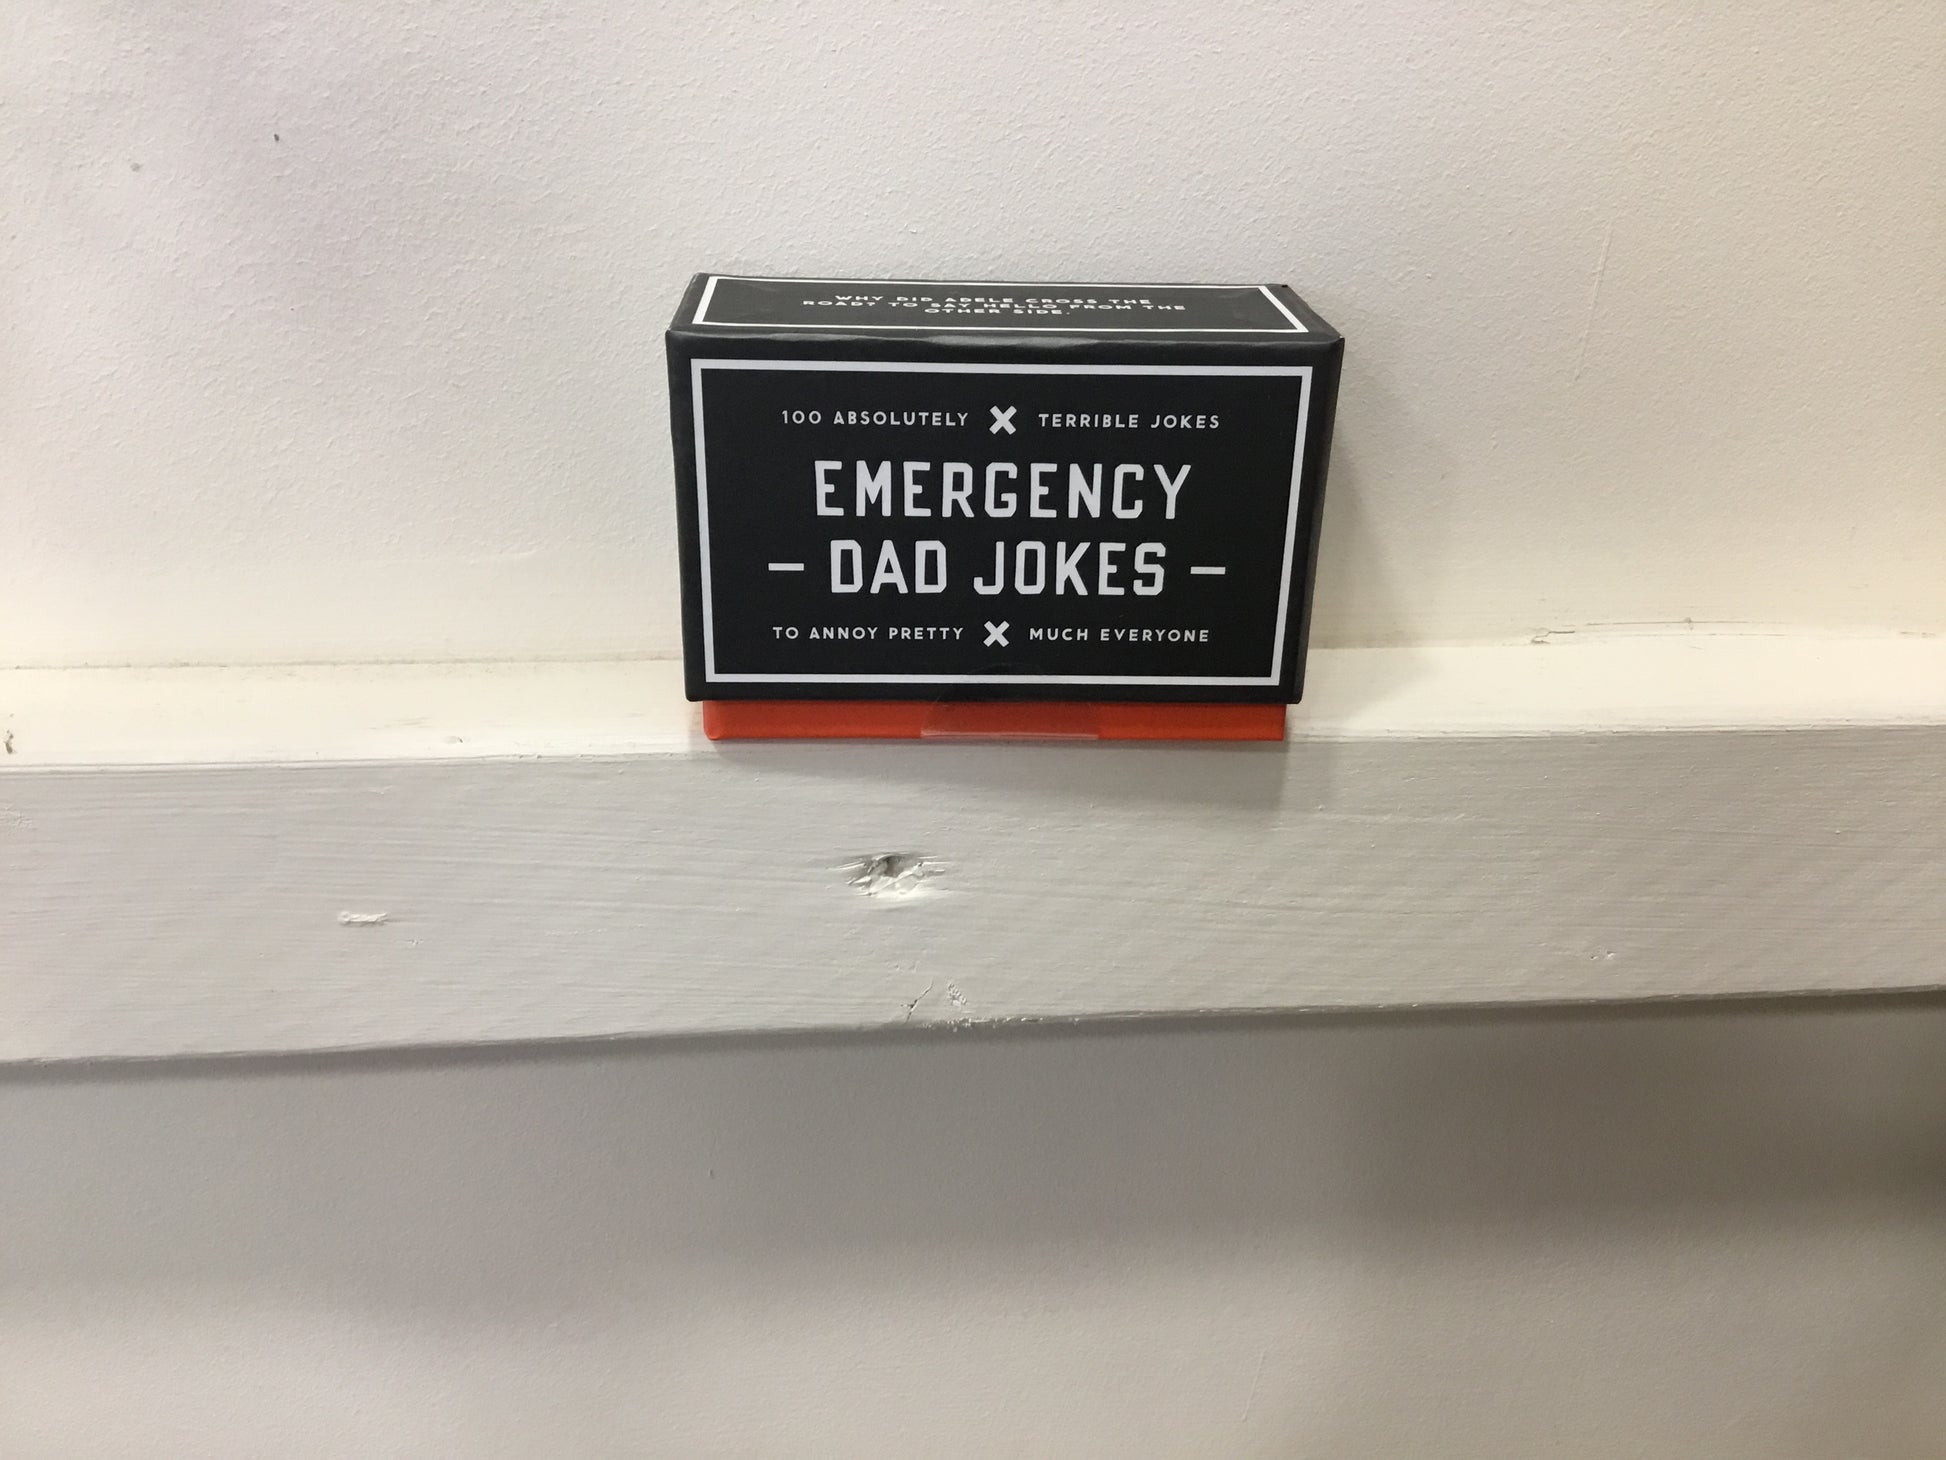 WHY DID ADELE CROSS THE
ROAD? TO SAY HELLO FROM THE
OTHER SIDE.
100 ABSOLUTELY X TERRIBLE JOKES
EMERGENCY
– DAD JOKES –
TO ANNOY PRETTY X MUCH EVERYONE